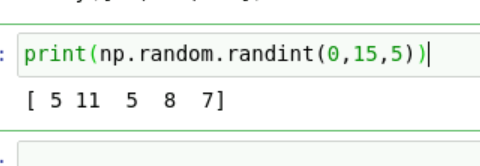 :
print(np.random.randint(0,15,5))
[ 5 11  5  8  7]
: